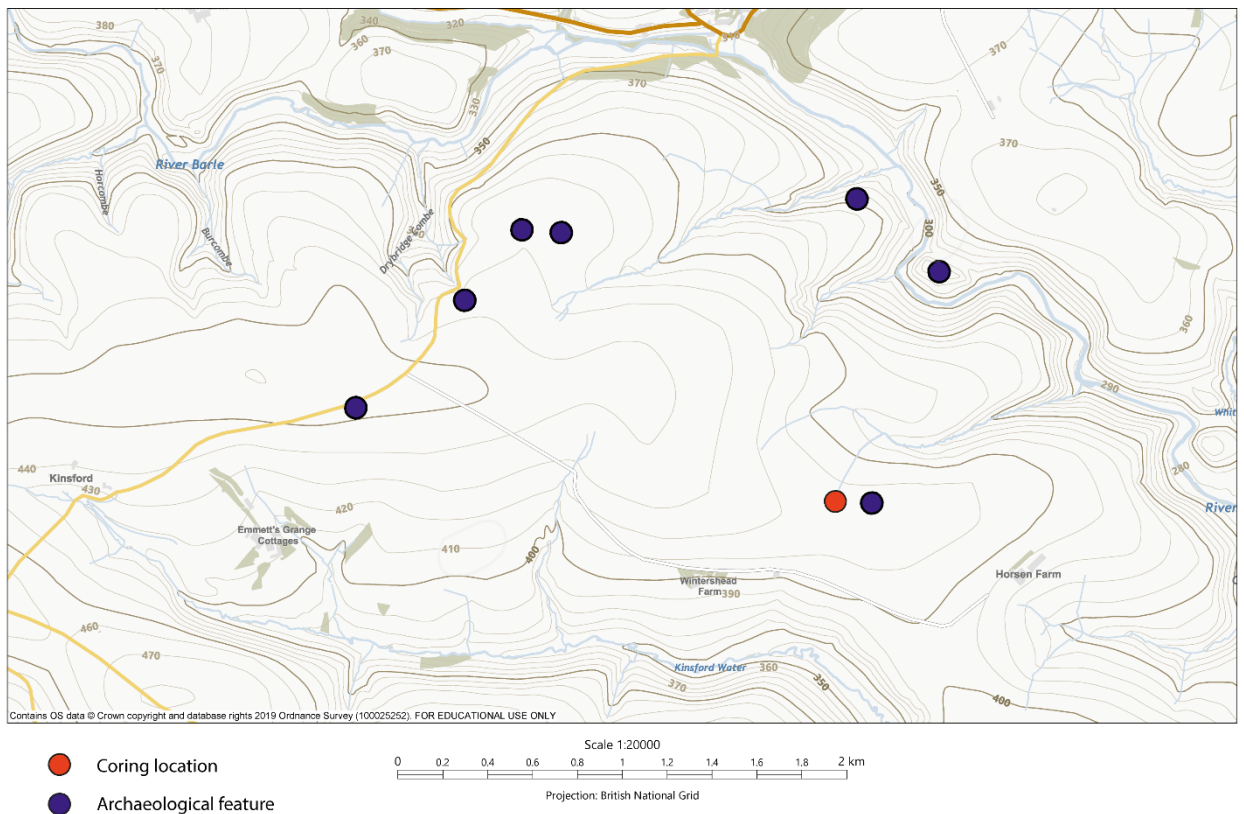 380
340
320
310
360
370
370
370
330
370
350
370
River Barle
Horcombe
350
Burcombe
Drybridge Combe
300
360
290
Whit
440
Kinsford
430
280
420
River
Emmett's Grange
Cottages
410
400
Wintershead
Farm
390
Horsen Farm
460
470
Kinsford Water
360
370
350
400
Contains OS data © Crown copyright and database rights 2019 Ordnance Survey (100025252). FOR EDUCATIONAL USE ONLY
Coring location
Archaeological feature
Scale 1:20000
0 0.2 0.4 0.6 0.8 1 1.2 1.4 1.6 1.8 2 km
Projection: British National Grid